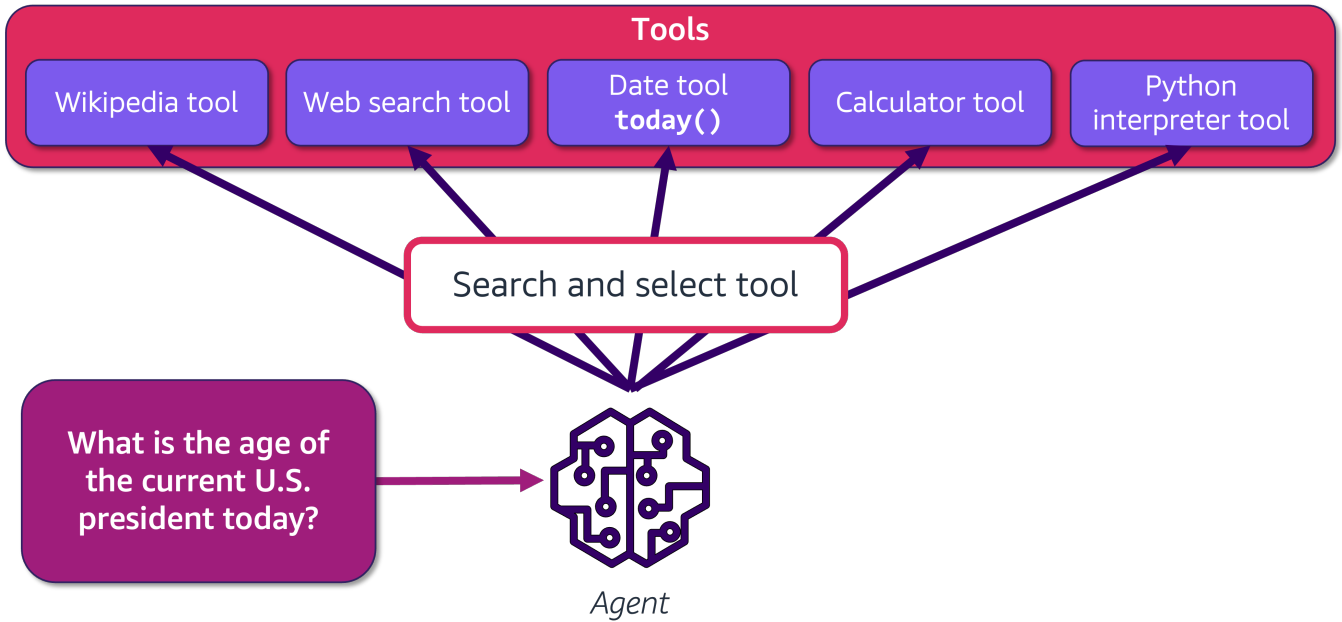 Tools
Wikipedia tool
Web search tool
Date tool
today()
Calculator tool
Python
interpreter tool
Search and select tool
What is the age of
the current U.S.
president today?
Agent